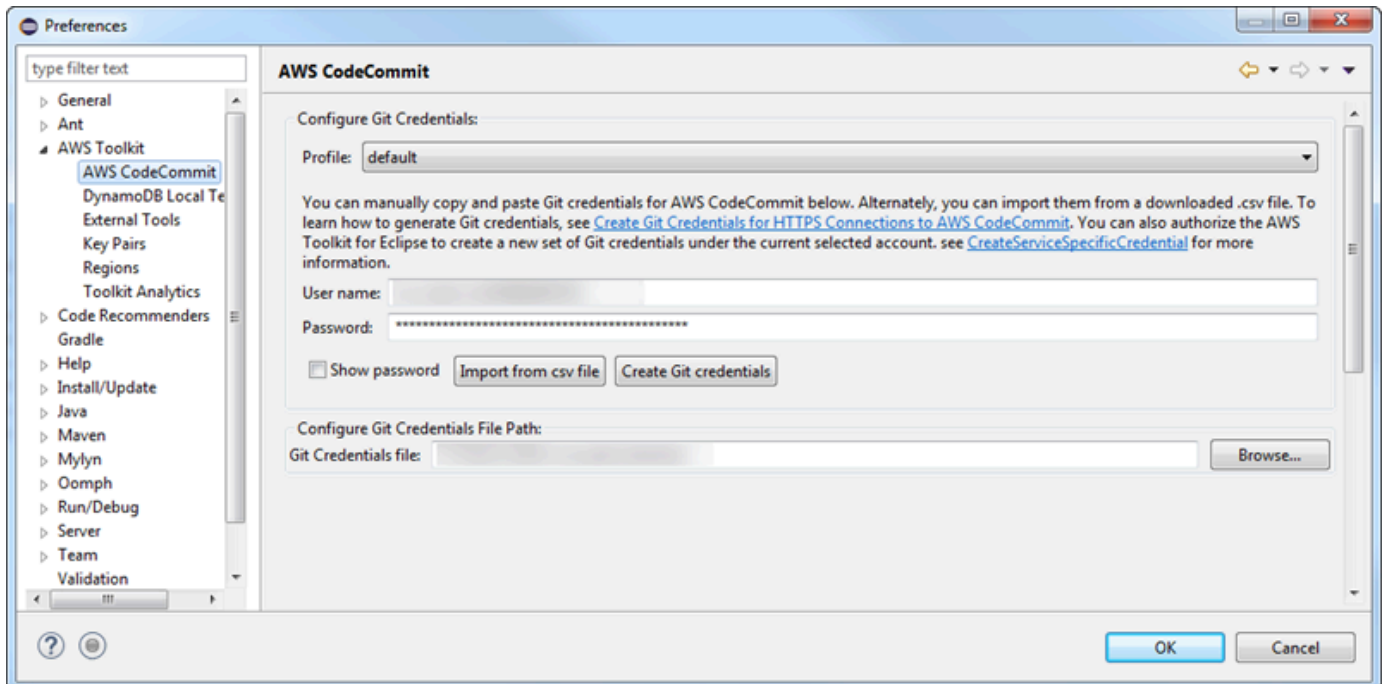 Preferences
type filter text
General
Ant
AWS Toolkit
AWS CodeCommit
DynamoDB Local Te
External Tools
Key Pairs
Regions
Toolkit Analytics
Code Recommenders
Gradle
Help
Install/Update
Java
Maven
Mylyn
Oomph
Run/Debug
Server
Team
Validation
AWS CodeCommit
Configure Git Credentials:
Profile: default
You can manually copy and paste Git credentials for AWS CodeCommit below. Alternately, you can import them from a downloaded .csv file. To
learn how to generate Git credentials, see Create Git Credentials for HTTPS Connections to AWS CodeCommit. You can also authorize the AWS
Toolkit for Eclipse to create a new set of Git credentials under the current selected account. see CreateServiceSpecificCredential for more
information.
User name:
Password: ********************************************
Show password Import from csv file Create Git credentials
Configure Git Credentials File Path:
Git Credentials file: Browse...
OK Cancel